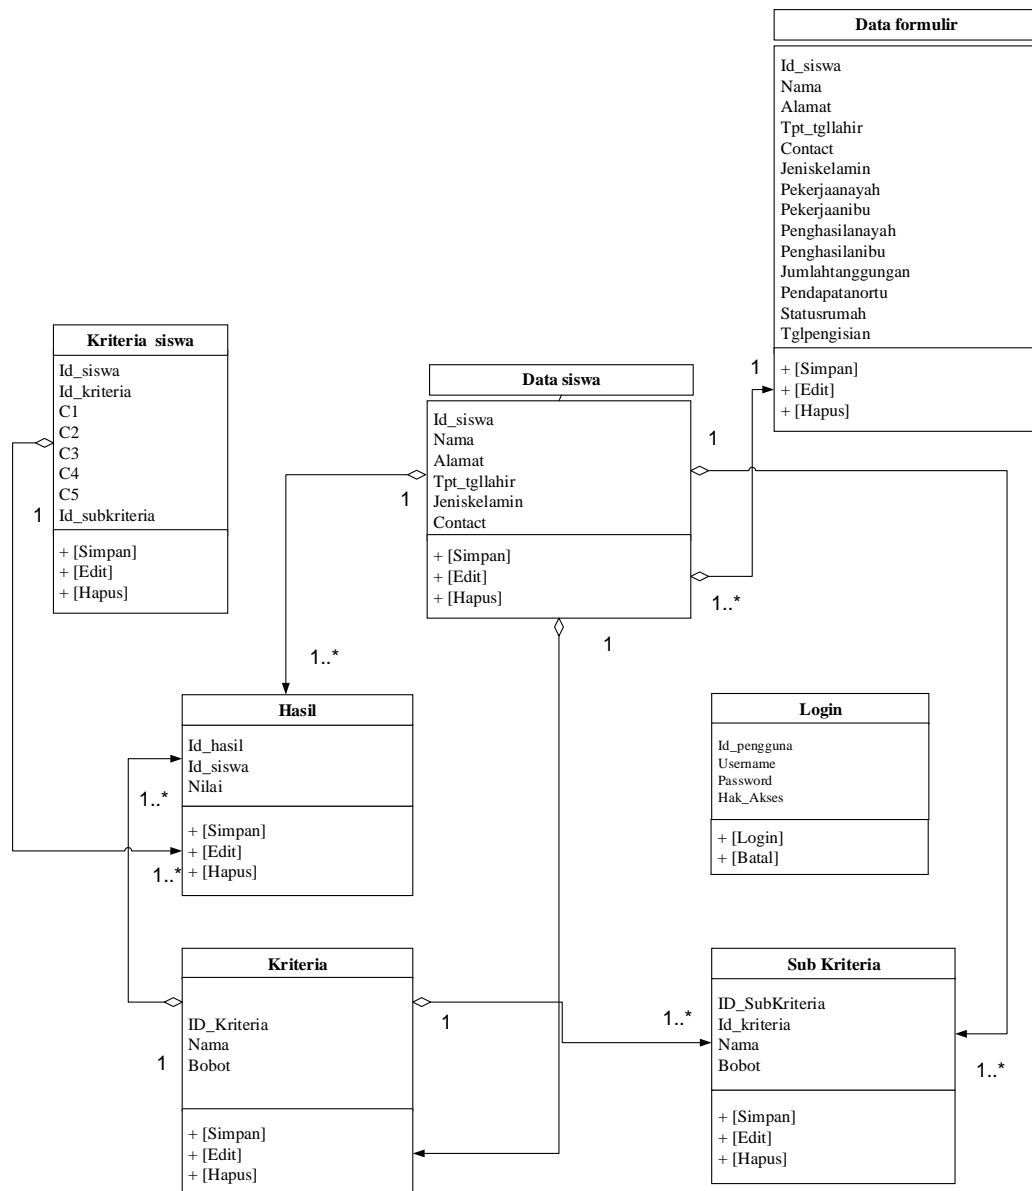 Data formulir
Id_siswa
Nama
Alamat
Tpt_tgllahir
Contact
Jeniskelamin
Pekerjaanayah
Pekerjaanibu
Penghasilanayah
Penghasilanibu
Jumlahtanggungan
Pendapatanortu
Statusrumah
Tglpengisian
+ [Simpan]
+ [Edit]
+ [Hapus]
1
Kriteria siswa
Id_siswa
Id_kriteria
C1
C2
C3
C4
C5
Id_subkriteria
+ [Simpan]
+ [Edit]
+ [Hapus]
1
Data siswa
Id_siswa
Nama
Alamat
Tpt_tgllahir
Jeniskelamin
Contact
+ [Simpan]
+ [Edit]
+ [Hapus]
1
1
1..*
1
1..*
Hasil
Id_hasil
Id_siswa
Nilai
+ [Simpan]
+ [Edit]
+ [Hapus]
1..*
1..*
Login
Id_pengguna
Username
Password
Hak_Akses
+ [Login]
+ [Batal]
Kriteria
ID_Kriteria
Nama
Bobot
+ [Simpan]
+ [Edit]
+ [Hapus]
1
1
1..*
Sub Kriteria
ID_SubKriteria
Id_kriteria
Nama
Bobot
+ [Simpan]
+ [Edit]
+ [Hapus]
1..*